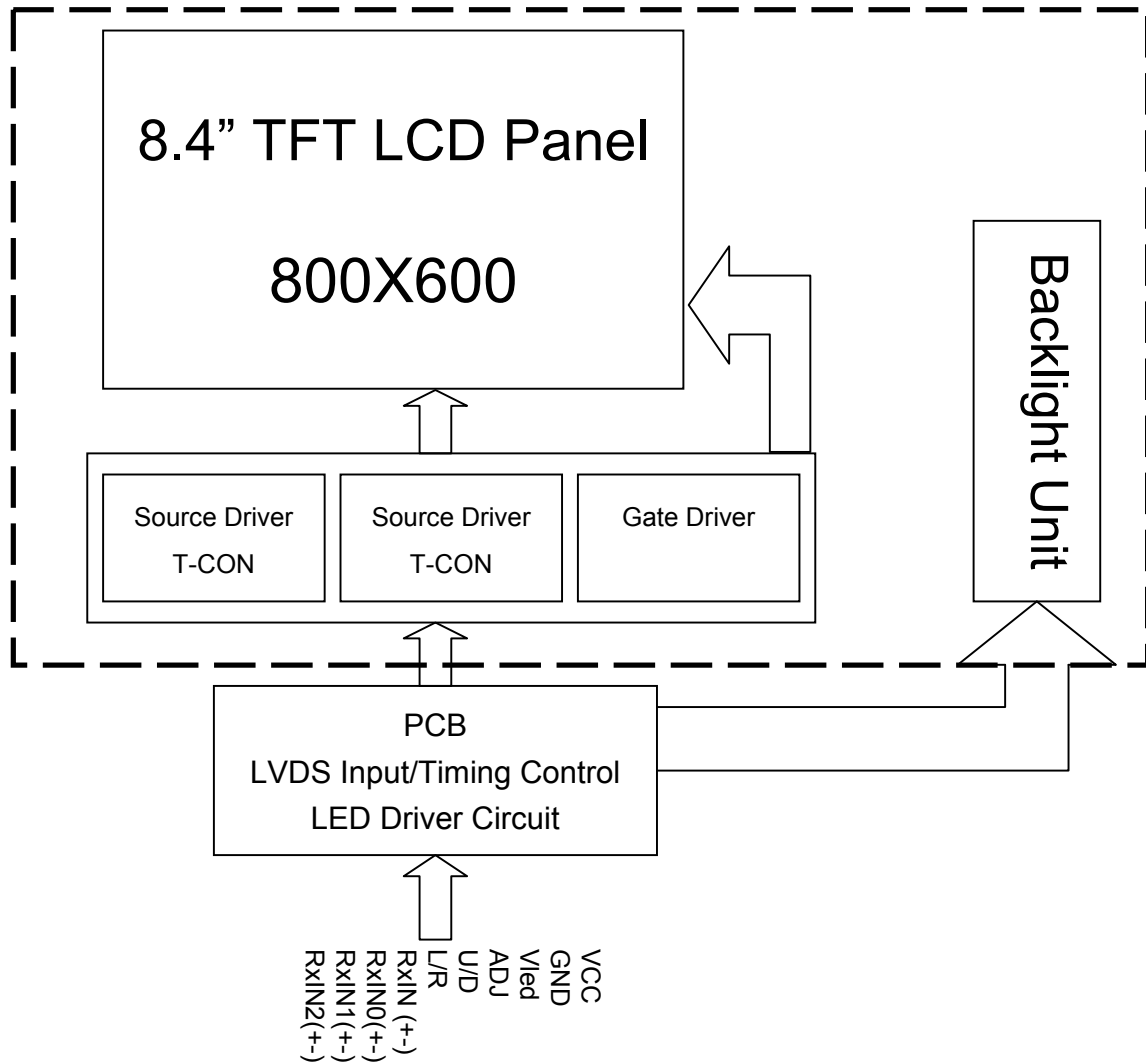 8.4” TFT LCD Panel
800X600
Backlight Unit
Source Driver
T-CON
Source Driver
T-CON
Gate Driver
PCB
LVDS Input/Timing Control
LED Driver Circuit
VCC
GND
Vled
ADJ
U/D
L/R
RxIN (+-)
RxIN0(+-)
RxIN1(+-)
RxIN2(+-)